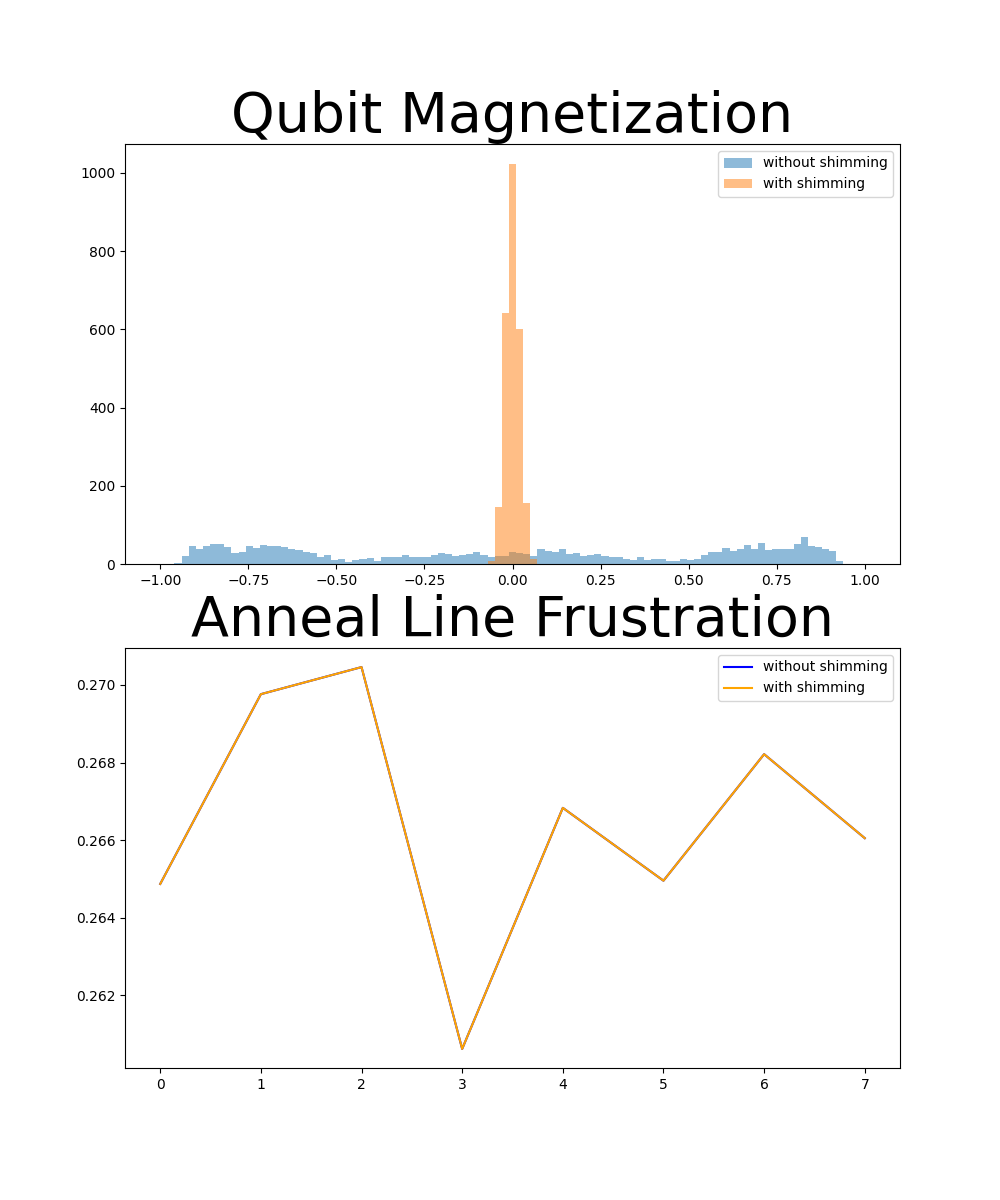 Qubit Magnetization
without shimming
with shimming
1000
800
600
400
200
0
−1.00 −0.75 −0.50 −0.25 0.00 0.25 0.50 0.75 1.00
Anneal Line Frustration
without shimming
with shimming
0.270
0.268
0.266
0.264
0.262
0 1 2 3 4 5 6 7